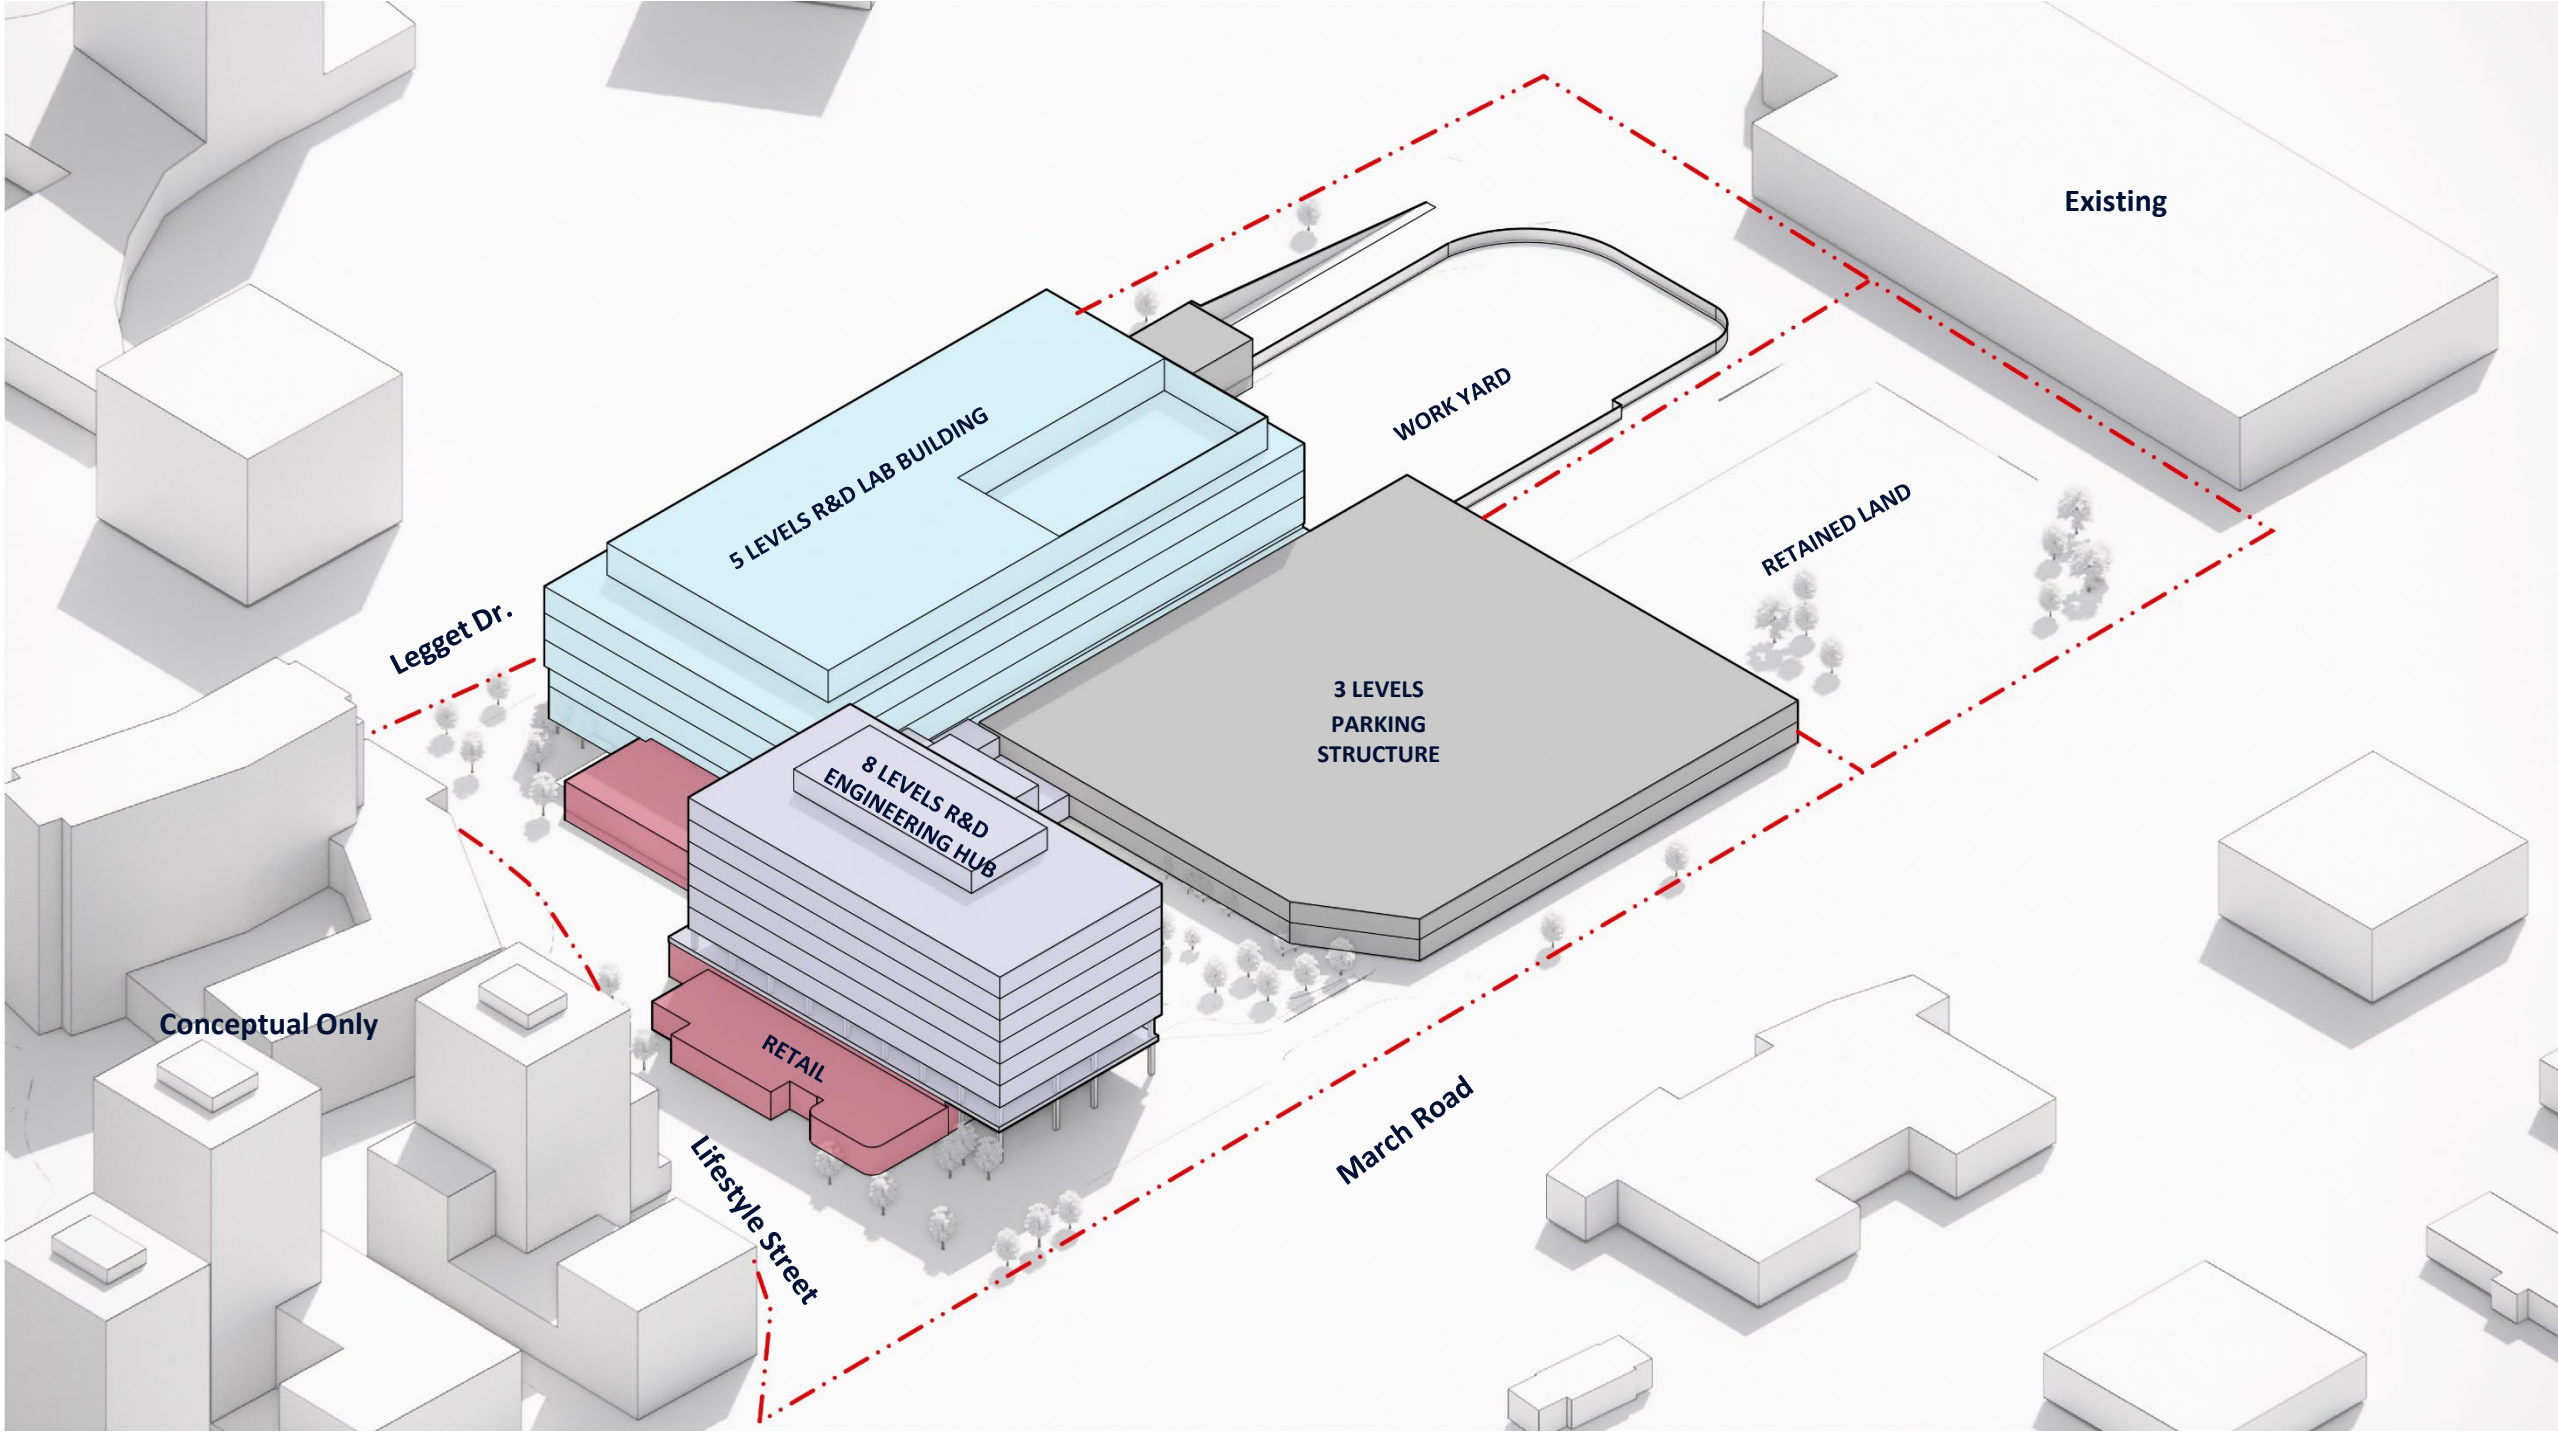 Existing
WORK YARD
5 LEVELS R&D LAB BUILDING
RETAINED LAND
Legget Dr.
3 LEVELS
PARKING
STRUCTURE
8 LEVELS R&D
ENGINEERING HUB
Conceptual Only
RETAIL
March Road
Lifestyle Street